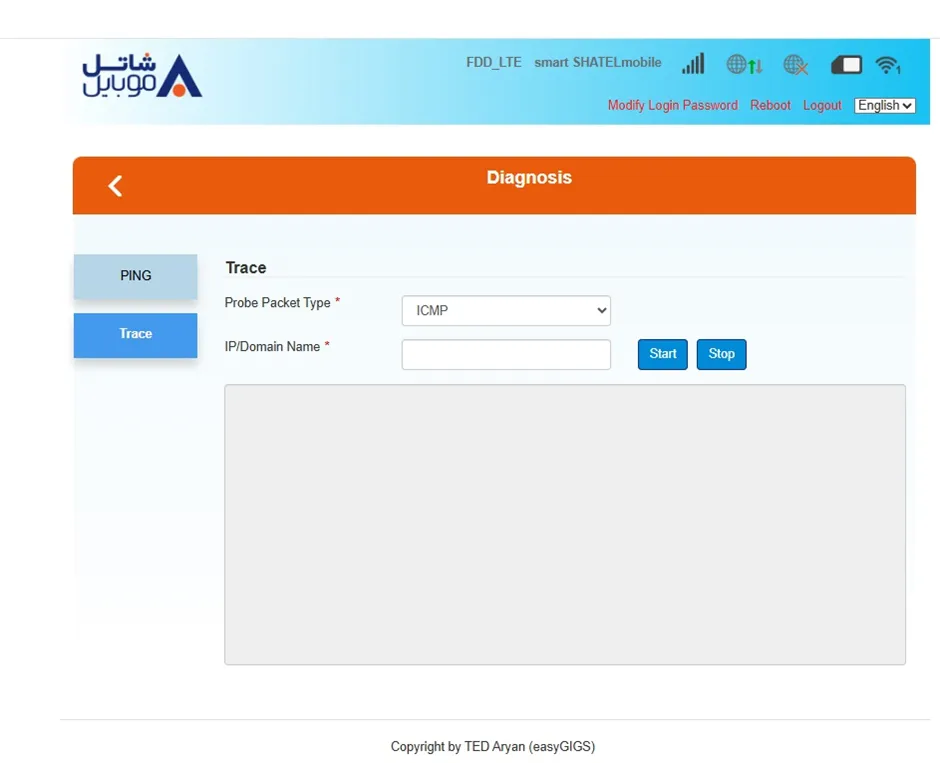 شاتل
موبایل
FDD_LTE smart SHATELmobile
1
Modify Login Password Reboot Logout English
Diagnosis
PING
Trace
Trace
Probe Packet Type *
ICMP
IP/Domain Name *
Start Stop
Copyright by TED Aryan (easyGIGS)